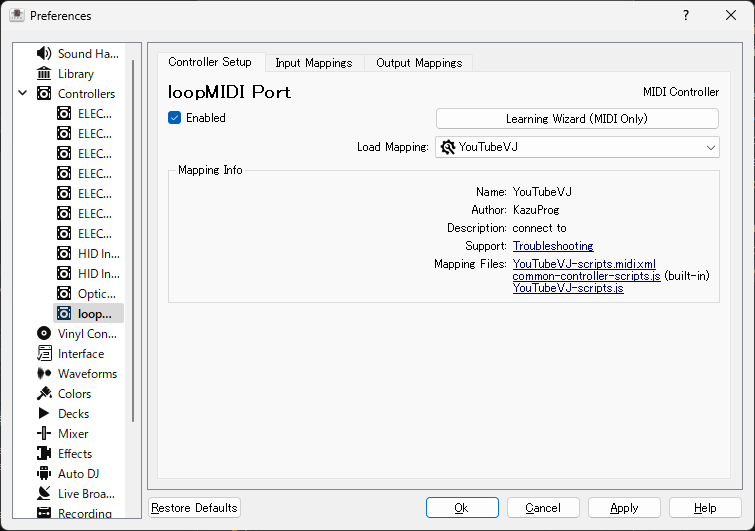 Preferences
?
Sound Ha...
Library
Controllers
ELEC...
ELEC...
ELEC...
ELEC...
ELEC...
ELEC...
ELEC...
HID In...
HID In...
Optic...
loop...
Vinyl Con...
Interface
Waveforms
Colors
Decks
Mixer
Effects
Auto DJ
Live Broa...
Recording
Controller Setup
Input Mappings
Output Mappings
loopMIDI Port
MIDI Controller
Enabled
Learning Wizard (MIDI Only)
Load Mapping:
YouTubeVJ
Mapping Info
Name: YouTubeVJ
Author: KazuProg
Description: connect to
Support: Troubleshooting
Mapping Files: YouTubeVJ-scripts.midi.xml
common-controller-scripts.js (built-in)
YouTubeVJ-scripts.js
Restore Defaults
Ok
Cancel
Apply
Help